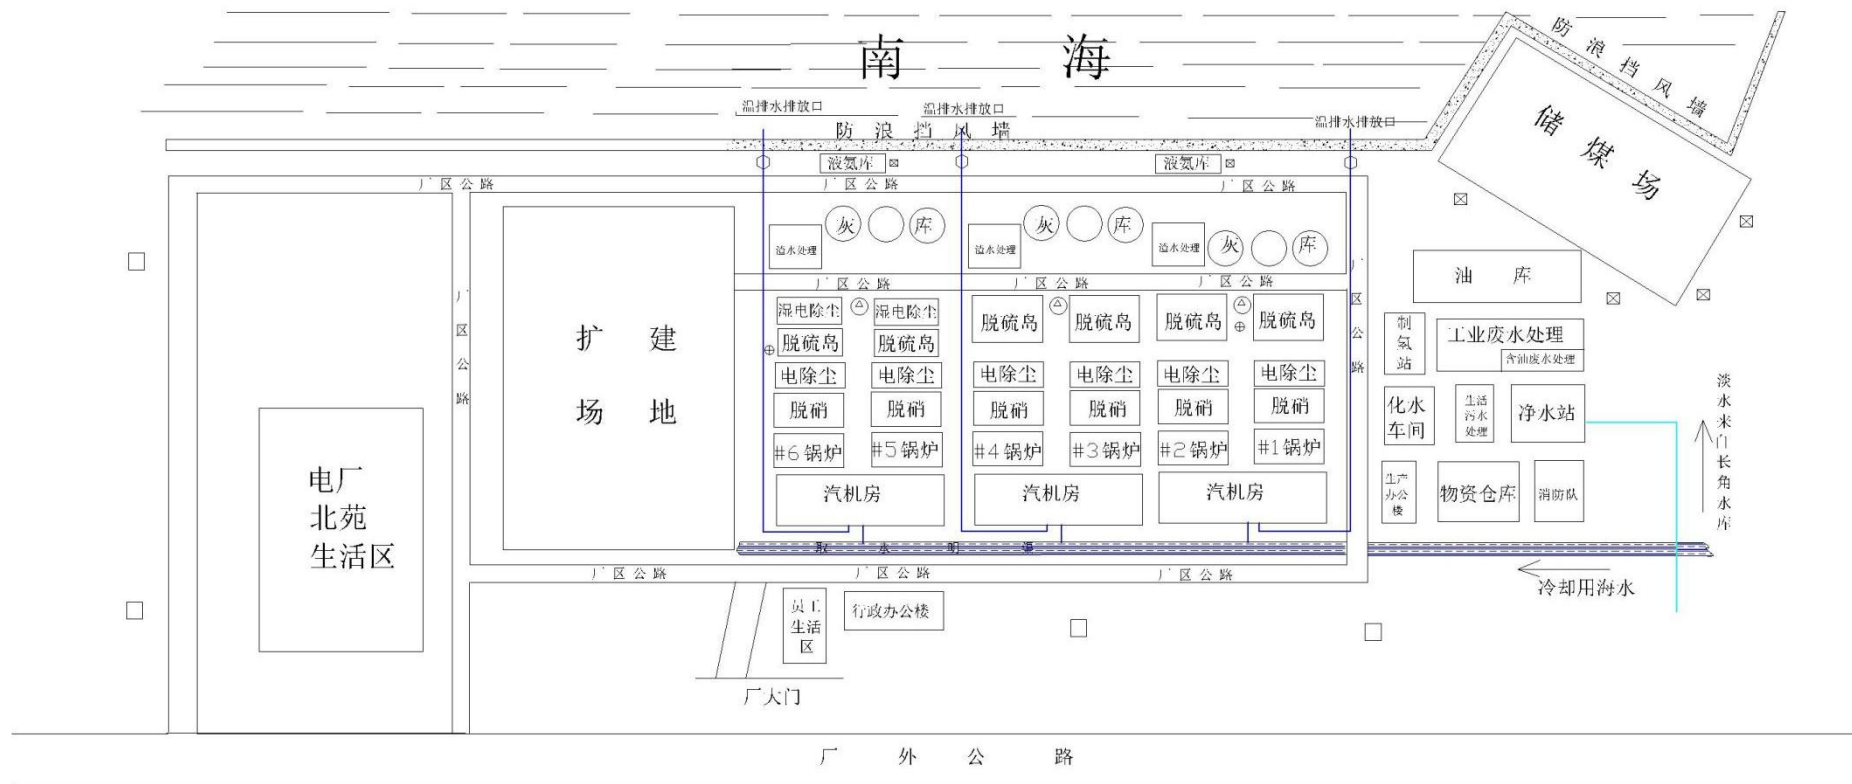 南 海
防 浪 挡 风 墙
温排水排放口
温排水排放口
温排水排放口
防 浪 挡 风 墙
储 煤 场
液氨库
液氨库
厂 区 公 路
厂 区 公 路
厂 区 公 路
灰 库
灰 库
灰 库
溢水处理
溢水处理
溢水处理
厂 区 公 路
厂 区 公 路
厂 区 公 路
厂 区 公 路
厂 区 公 路
油 库
扩 建
场 地
湿电除尘
湿电除尘
脱硫岛
脱硫岛
脱硫岛
脱硫岛
脱硫岛
脱硫岛
电除尘
电除尘
电除尘
电除尘
电除尘
电除尘
脱硝
脱硝
脱硝
脱硝
脱硝
脱硝
#6锅炉
#5锅炉
#4锅炉
#3锅炉
#2锅炉
#1锅炉
汽机房
汽机房
汽机房
制氢站
工业废水处理
含油废水处理
化水
车间
生活
污水
处理
净水站
淡水来自长角水库
生产
办公
楼
物资仓库
消防队
电厂
北苑
生活区
取 水 明 渠
冷却用海水
厂 区 公 路
厂 区 公 路
厂 区 公 路
员工
生活
区
行政办公楼
厂大门
厂 外 公 路